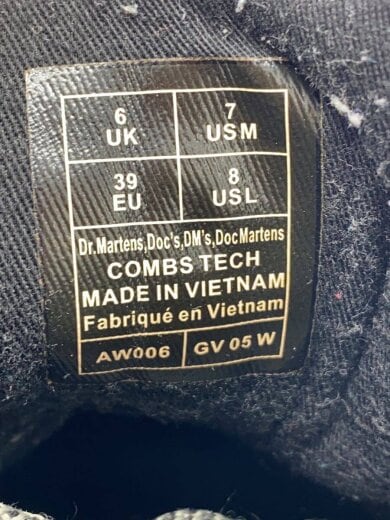 6 UK
7 USM
39 EU
8 USL
Dr.Martens,Doc's,DM's,DocMartens
COMBS TECH
MADE IN VIETNAM
Fabriqué en Vietnam
AW006
GV 05 W